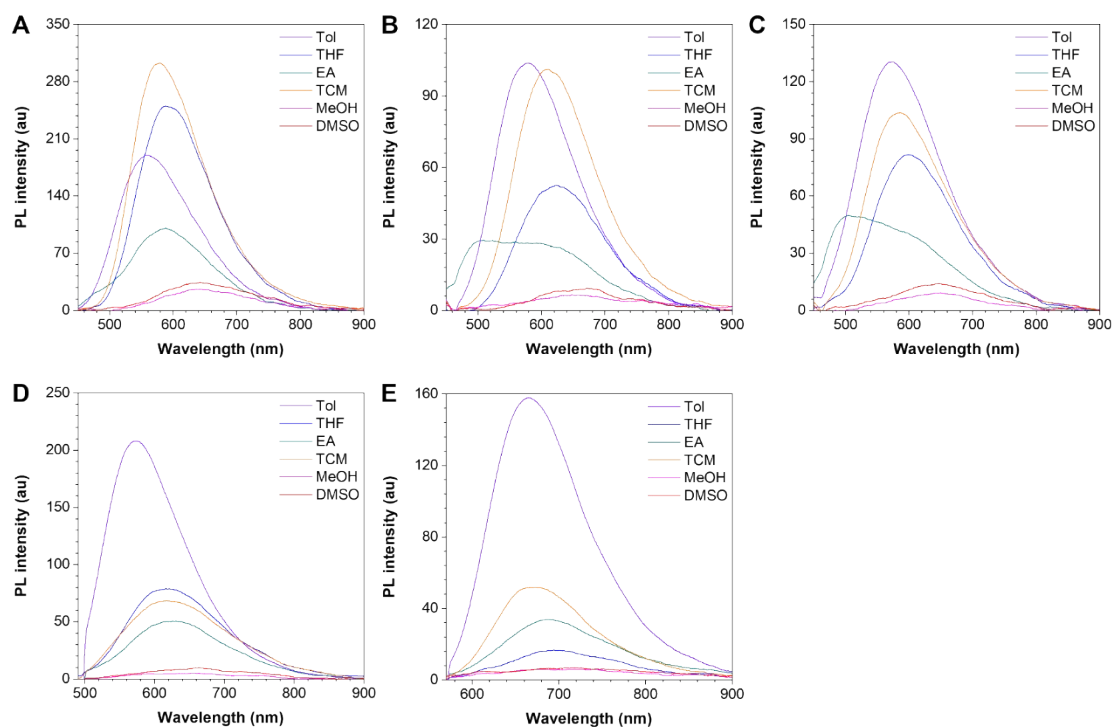 A
350
280
210
140
70
0
PL intensity (au)
500 600 700 800 900
Wavelength (nm)
Tol
THF
EA
TCM
MeOH
DMSO
B
120
90
60
30
0
PL intensity (au)
500 600 700 800 900
Wavelength (nm)
Tol
THF
EA
TCM
MeOH
DMSO
C
150
120
90
60
30
0
PL intensity (au)
500 600 700 800 900
Wavelength (nm)
Tol
THF
EA
TCM
MeOH
DMSO
D
250
200
150
100
50
0
PL intensity (au)
500 600 700 800 900
Wavelength (nm)
Tol
THF
EA
TCM
MeOH
DMSO
E
160
120
80
40
0
PL intensity (au)
600 700 800 900
Wavelength (nm)
Tol
THF
EA
TCM
MeOH
DMSO